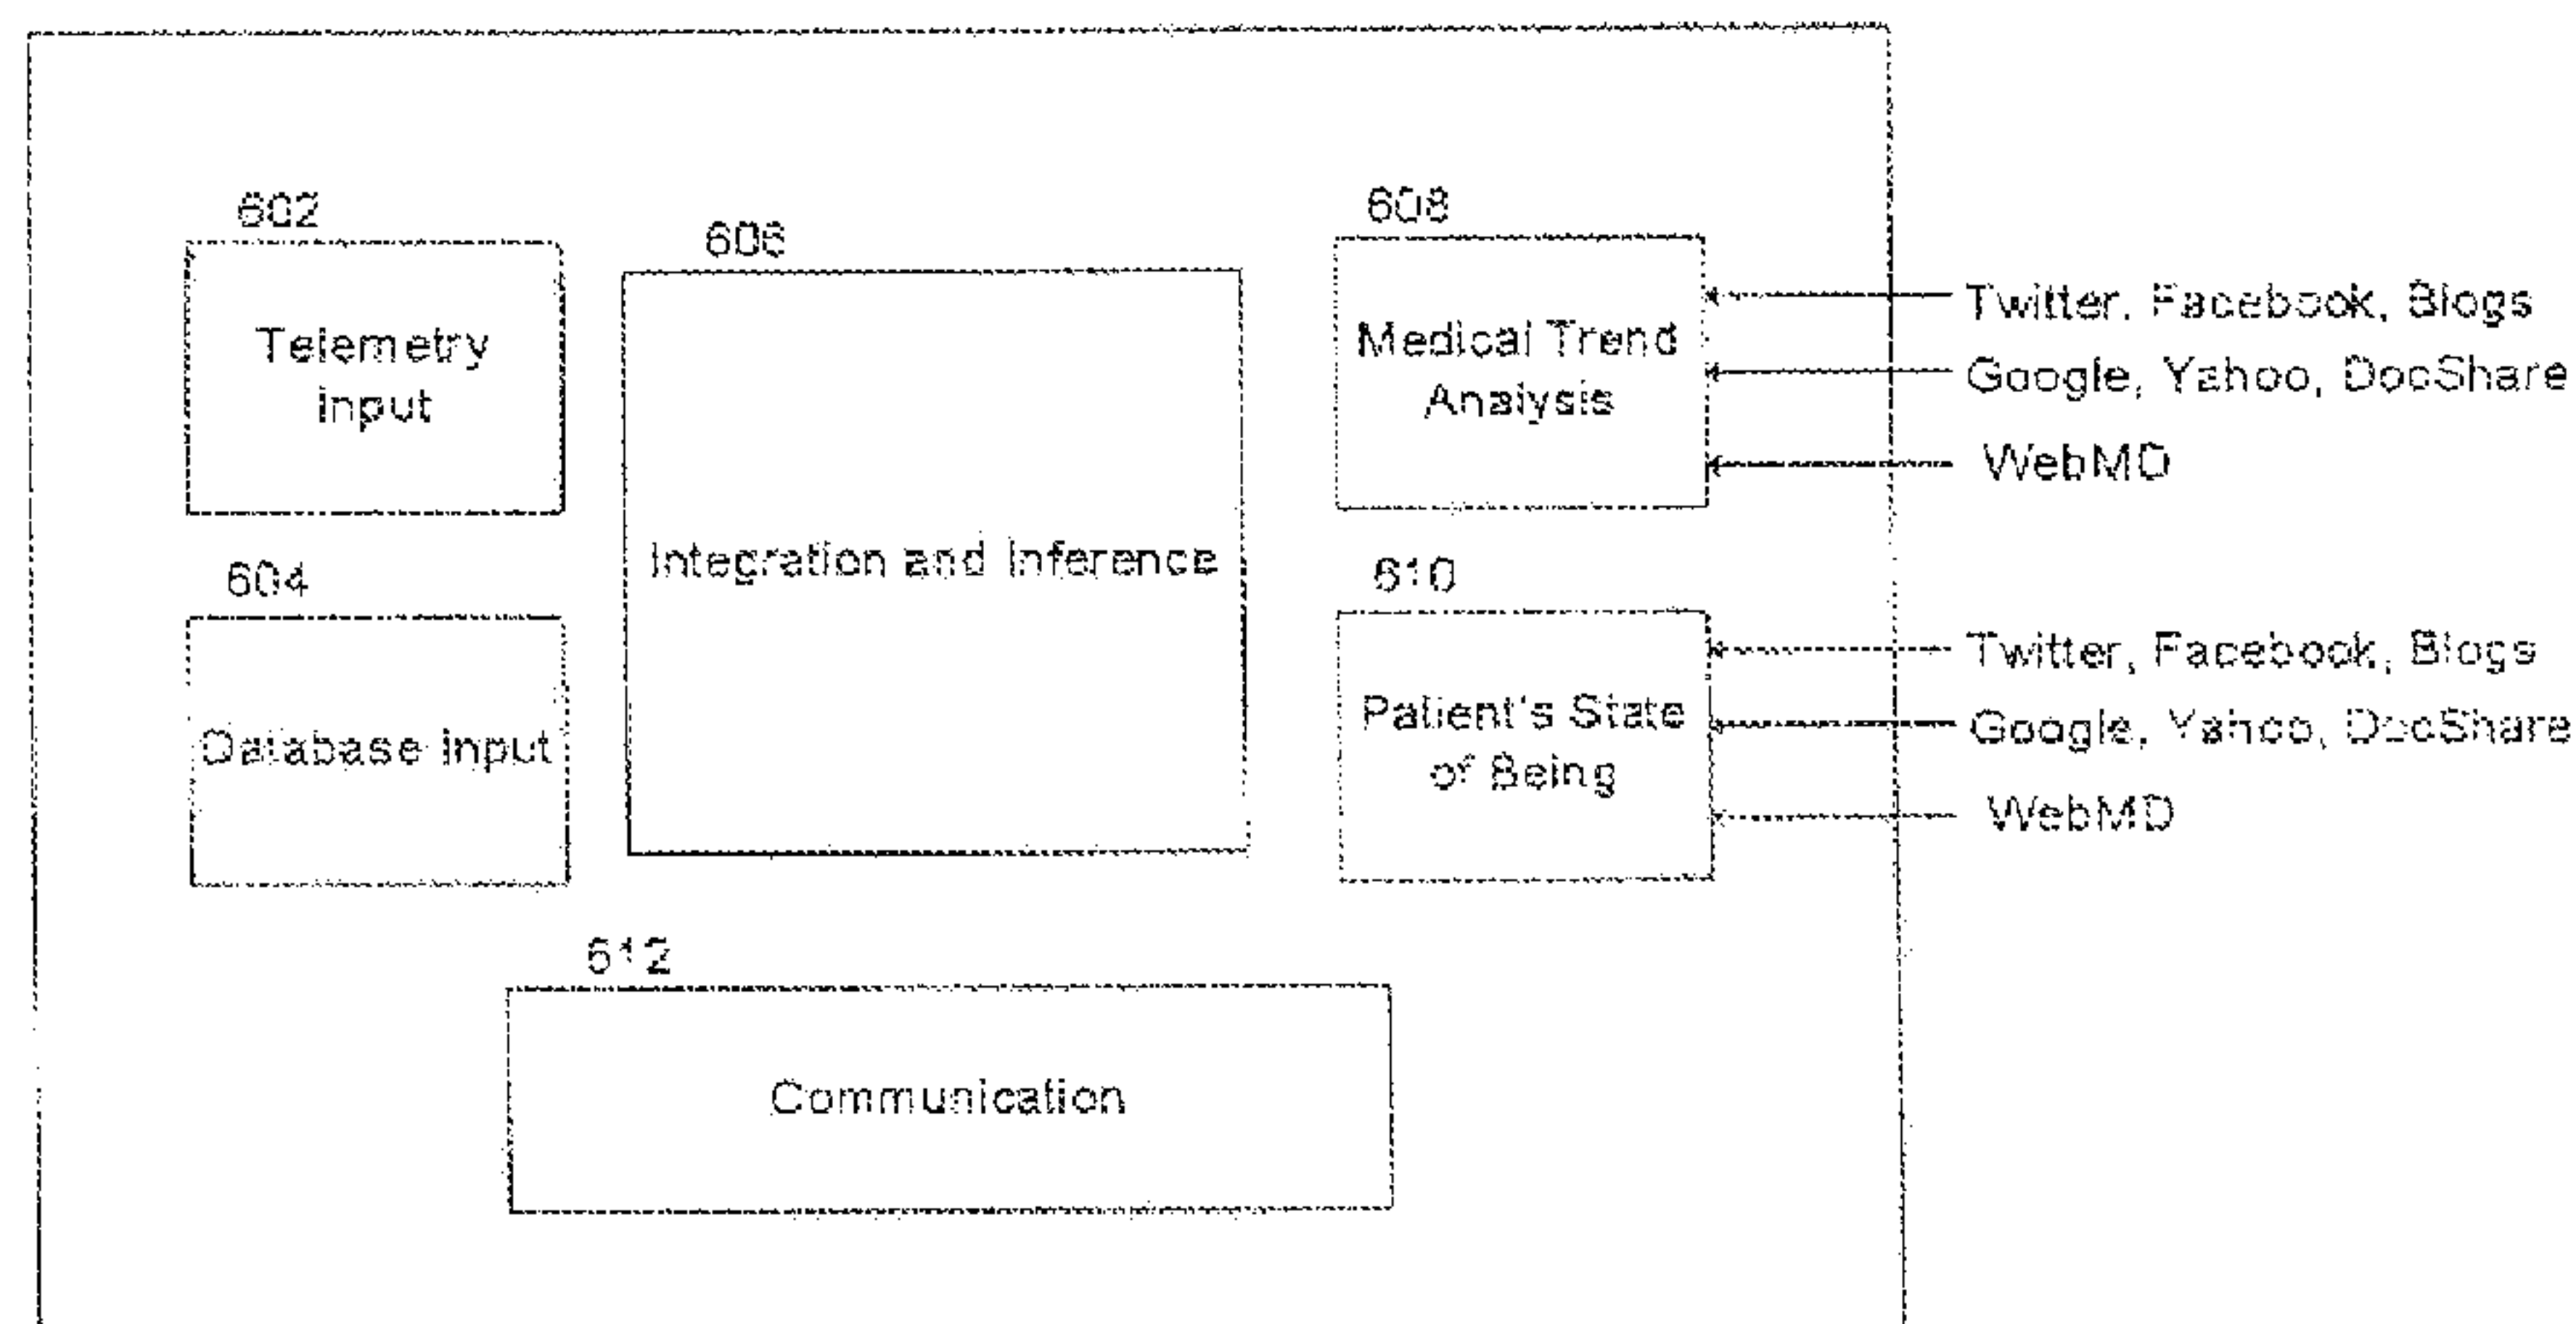 602
Telemetry
Input
604
Database Input
606
Integration and Inference
608
Medical Trend
Analysis
Twitter, Facebook, Blogs
Google, Yahoo, DocShare
WebMD
610
Patient's State
of Being
Twitter, Facebook, Blogs
Google, Yahoo, DocShare
WebMD
612
Communication